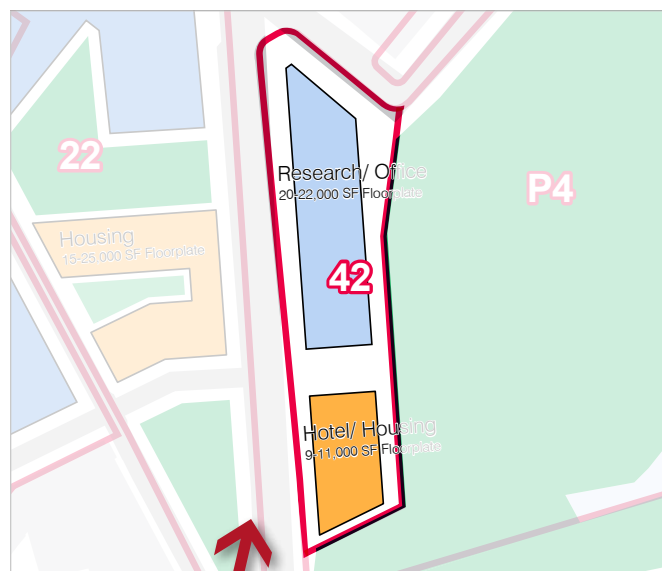 22
P4
Research/ Office
20-22,000 SF Floorplate
Housing
15-25,000 SF Floorplate
42
Hotel/ Housing
9-11,000 SF Floorplate